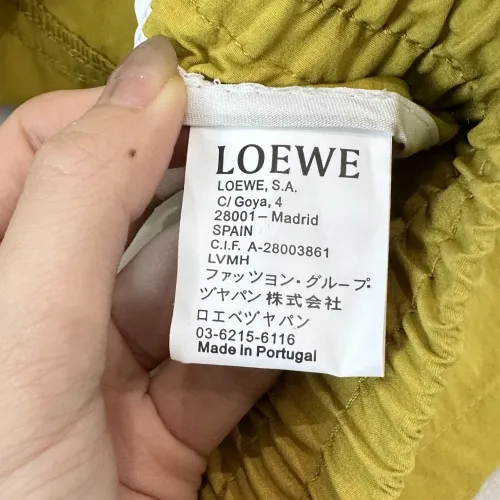 LOEWE
LOEWE, S.A.
C/ Goya, 4
28001 – Madrid
SPAIN
C.I.F. A-28003861
LVMH
ファッツョン・グループ
ヅャパン株式会社
ロエベヅャパン
03-6215-6116
Made in Portugal